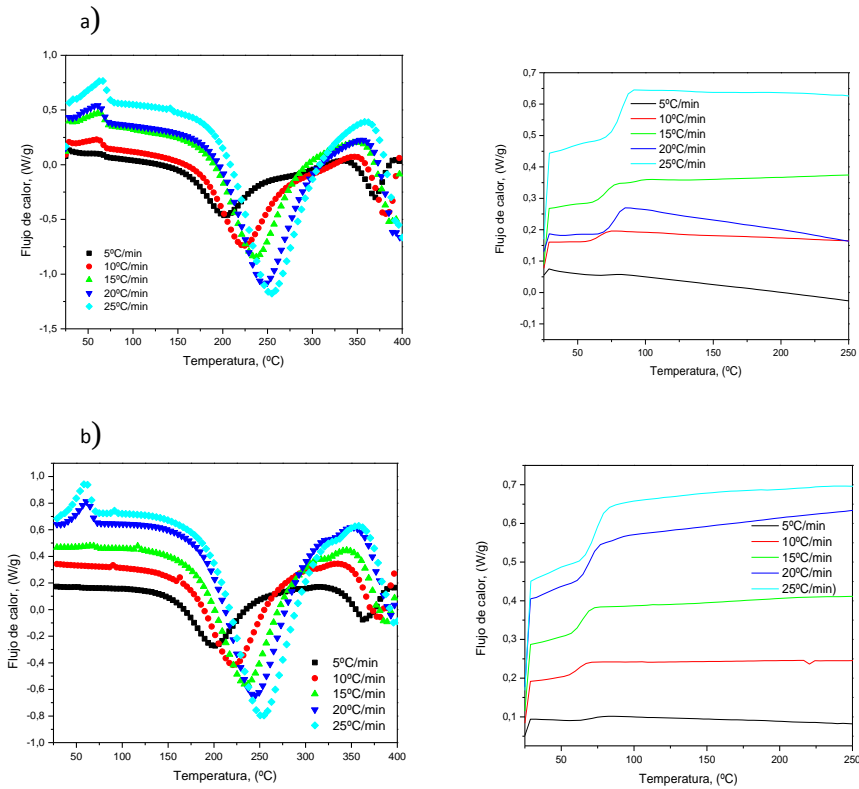 a)
1,0
0,5
0,0
-0,5
-1,0
-1,5
Flujo de calor, (W/g)
5ºC/min
10ºC/min
15ºC/min
20ºC/min
25ºC/min
50 100 150 200 250 300 350 400
Temperatura, (ºC)
0,7
0,6
0,5
0,4
0,3
0,2
0,1
0,0
-0,1
Flujo de calor, (W/g)
5ºC/min
10ºC/min
15ºC/min
20ºC/min
25ºC/min
50 100 150 200 250
Temperatura, (ºC)
b)
1,0
0,8
0,6
0,4
0,2
0,0
-0,2
-0,4
-0,6
-0,8
-1,0
Flujo de calor, (W/g)
5ºC/min
10ºC/min
15ºC/min
20ºC/min
25ºC/min
50 100 150 200 250 300 350 400
Temperatura, (ºC)
0,7
0,6
0,5
0,4
0,3
0,2
0,1
Flujo de calor, (W/g)
5ºC/min
10ºC/min
15ºC/min
20ºC/min
25ºC/min)
50 100 150 200 250
Temperatura, (ºC)